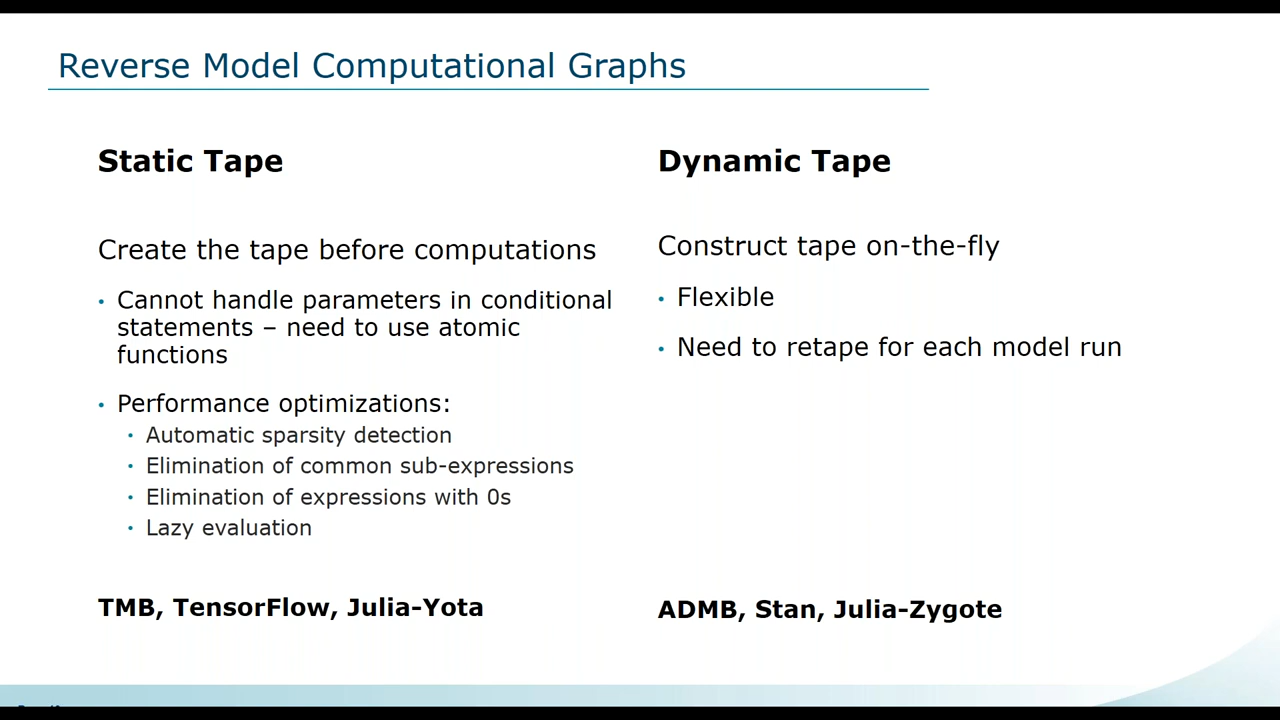 Reverse Model Computational Graphs
Static Tape
Create the tape before computations
• Cannot handle parameters in conditional
statements – need to use atomic
functions
• Performance optimizations:
• Automatic sparsity detection
• Elimination of common sub-expressions
• Elimination of expressions with 0s
• Lazy evaluation
TMB, TensorFlow, Julia-Yota
Dynamic Tape
Construct tape on-the-fly
• Flexible
• Need to retape for each model run
ADMB, Stan, Julia-Zygote